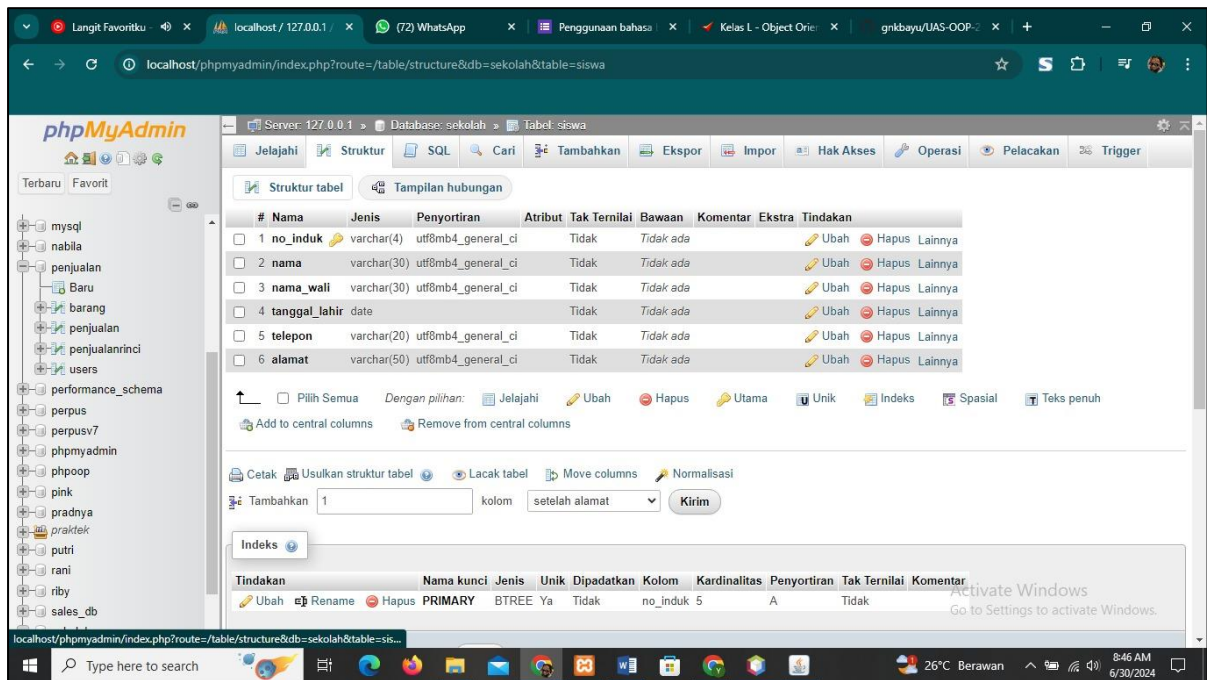 Langit Favoritku - localhost / 127.0.0.1 / (72) WhatsApp Penggunaan bahasa Kelas L - Object Orier gnkbayu/UAS-OOP-2
localhost/phpmyadmin/index.php?route=/table/structure&db=sekolah&table=siswa
phpMyAdmin
Terbaru Favorit
mysql
nabila
penjualan
Baru
barang
penjualan
penjualanrinci
users
performance_schema
perpus
perpusv7
phpmyadmin
phpoop
pink
pradnya
praktek
putri
rani
riby
sales_db
Server: 127.0.0.1 » Database: sekolah » Tabel: siswa
Jelajahi Struktur SQL Cari Tambahkan Ekspor Impor Hak Akses Operasi Pelacakan Trigger
Struktur tabel Tampilan hubungan
# Nama Jenis Penyortiran Atribut Tak Ternilai Bawaan Komentar Ekstra Tindakan
1 no_induk varchar(4) utf8mb4_general_ci Tidak Tidak ada Ubah Hapus Lainnya
2 nama varchar(30) utf8mb4_general_ci Tidak Tidak ada Ubah Hapus Lainnya
3 nama_wali varchar(30) utf8mb4_general_ci Tidak Tidak ada Ubah Hapus Lainnya
4 tanggal_lahir date Tidak Tidak ada Ubah Hapus Lainnya
5 telepon varchar(20) utf8mb4_general_ci Tidak Tidak ada Ubah Hapus Lainnya
6 alamat varchar(50) utf8mb4_general_ci Tidak Tidak ada Ubah Hapus Lainnya
Pilih Semua Dengan pilihan: Jelajahi Ubah Hapus Utama Unik Indeks Spasial Teks penuh
Add to central columns Remove from central columns
Cetak Usulkan struktur tabel Lacak tabel Move columns Normalisasi
Tambahkan 1 kolom setelah alamat Kirim
Indeks
Tindakan Nama kunci Jenis Unik Dipadatkan Kolom Kardinalitas Penyortiran Tak Ternilai Komentar
Ubah Rename Hapus PRIMARY BTREE Ya Tidak no_induk 5 A Tidak
Activate Windows
Go to Settings to activate Windows.
localhost/phpmyadmin/index.php?route=/table/structure&db=sekolah&table=sis...
Type here to search 26°C Berawan 8:46 AM
6/30/2024